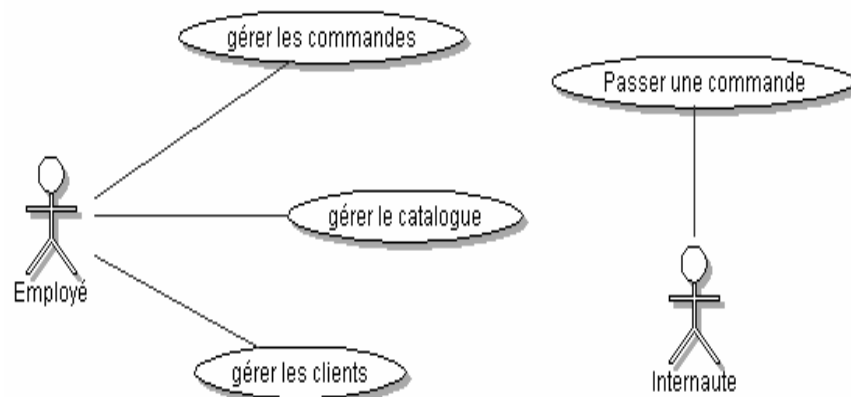 gérer les commandes
Passer une commande
gérer le catalogue
Employé
gérer les clients
Internaute